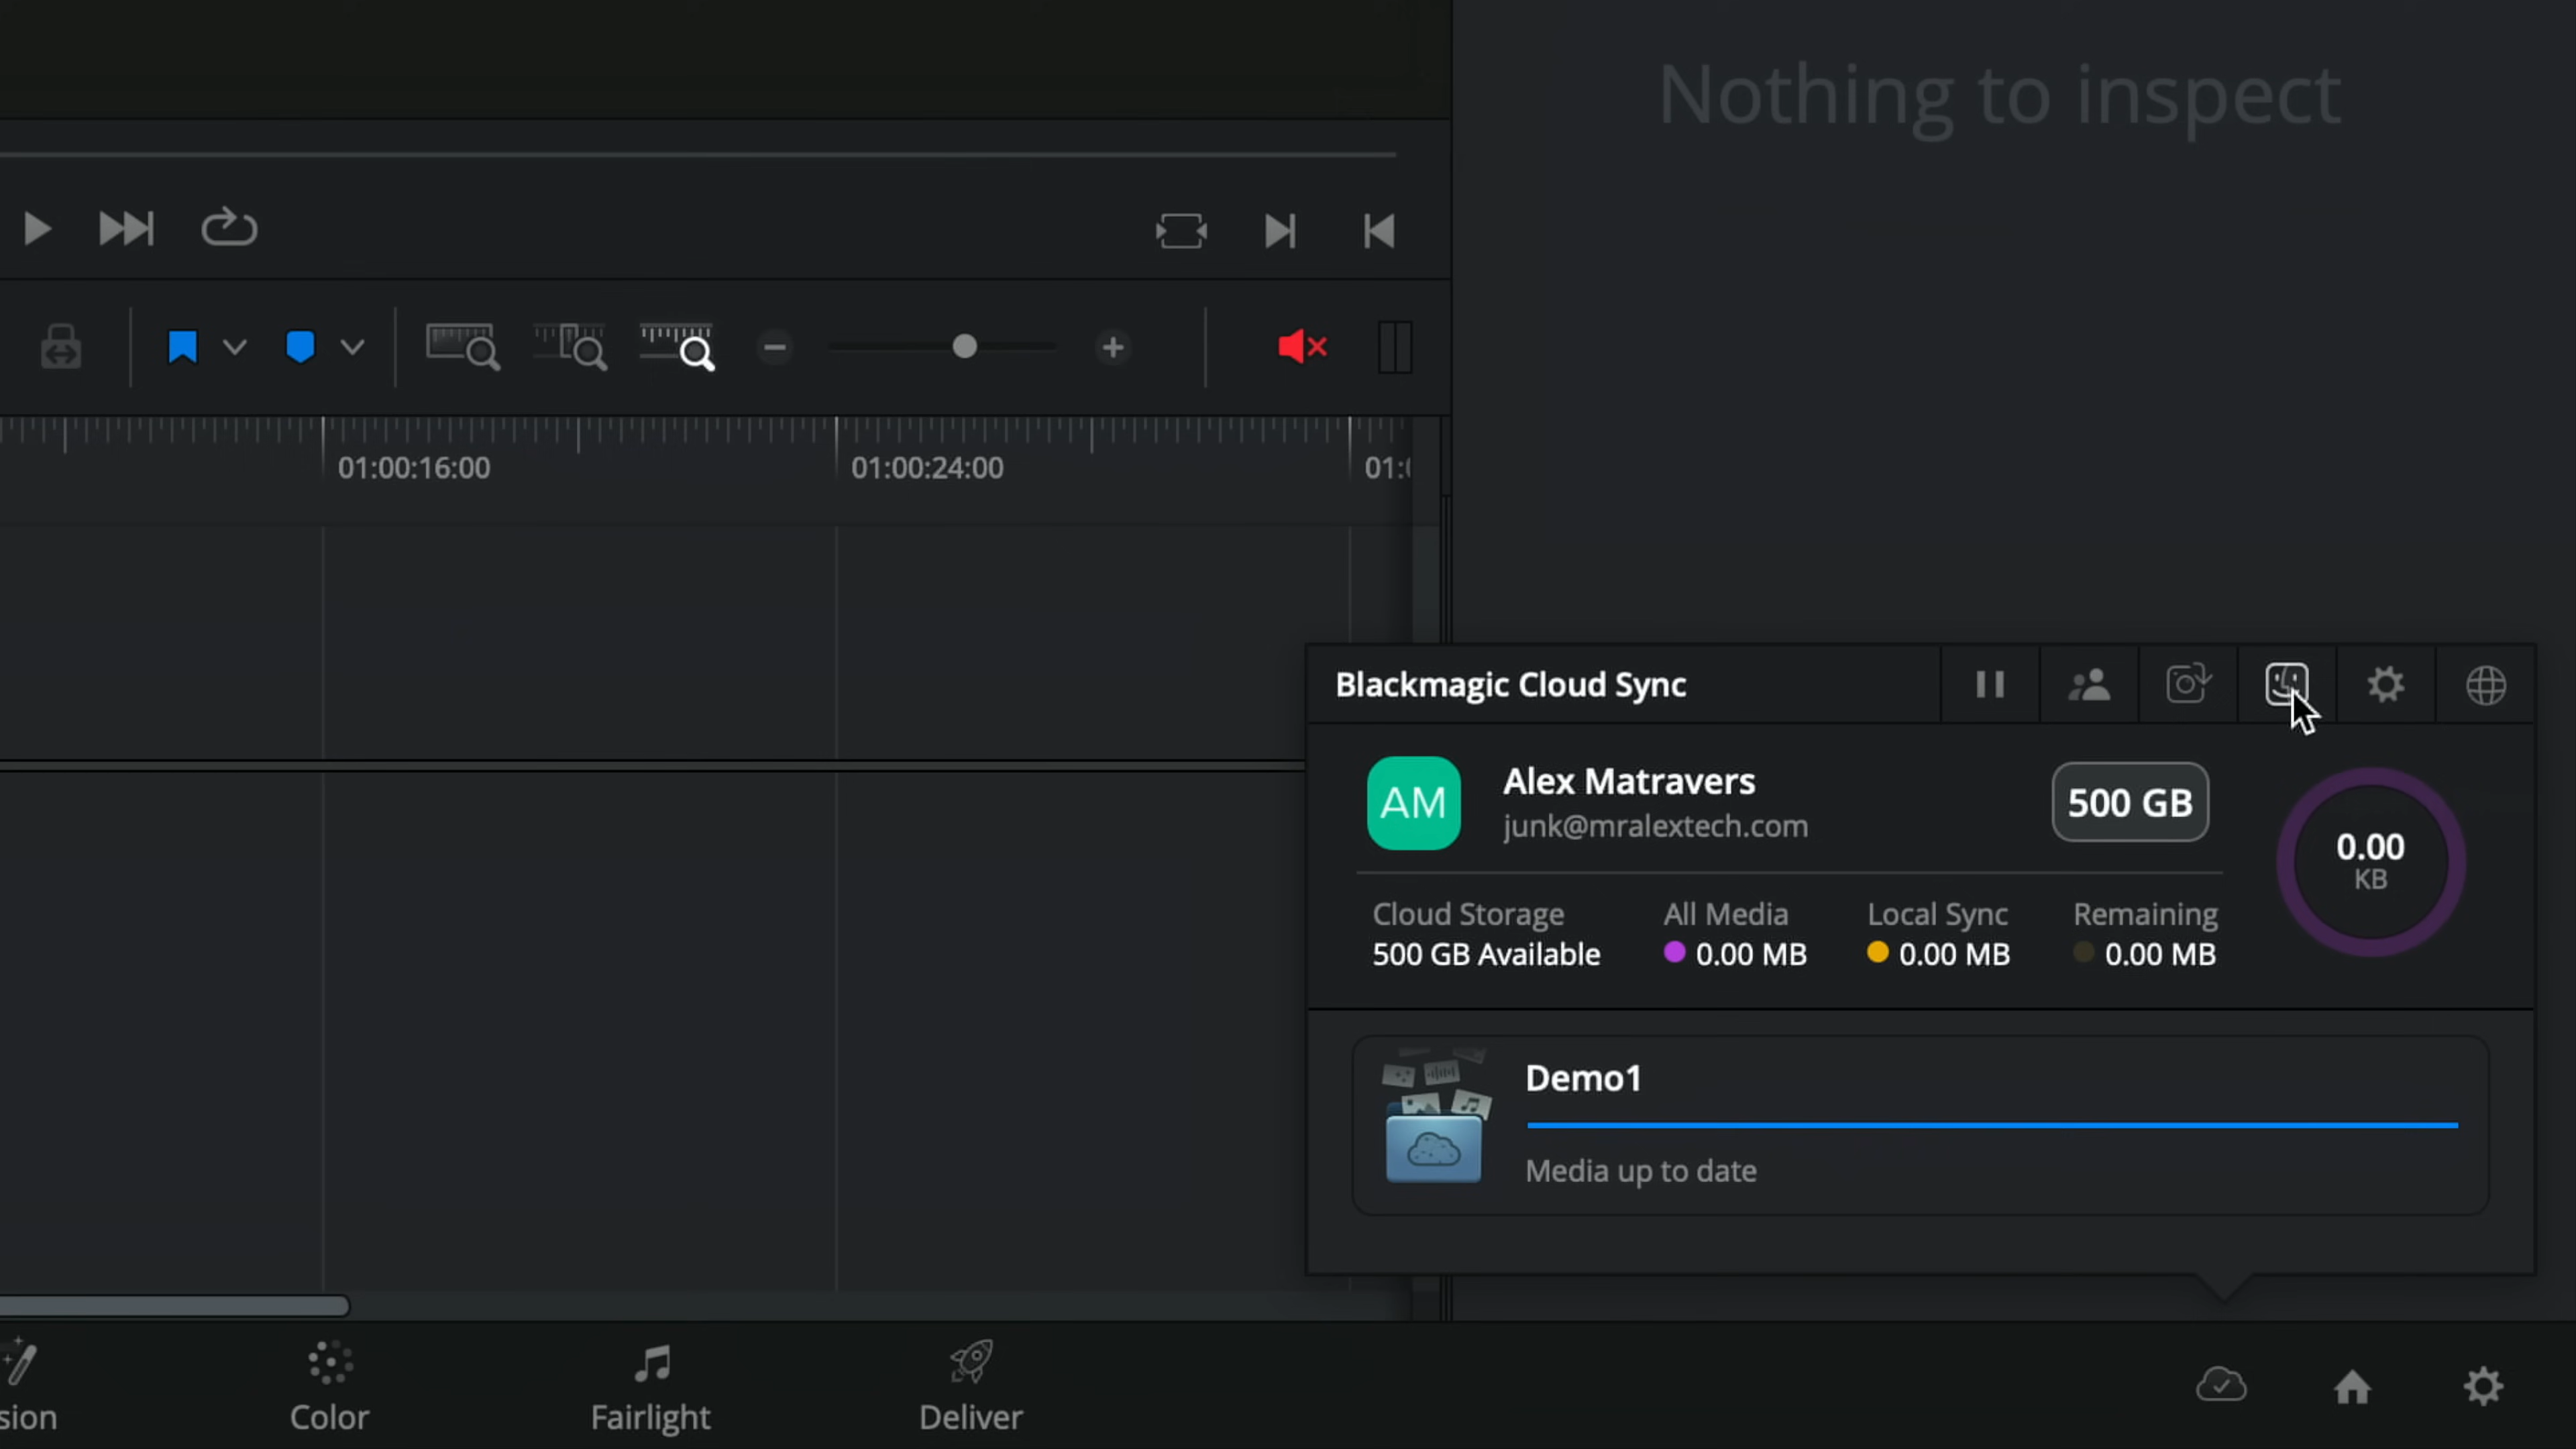 Nothing to inspect
01:00:16:00
01:00:24:00
Blackmagic Cloud Sync
AM
Alex Matravers
junk@mralextech.com
500 GB
0.00
KB
Cloud Storage
500 GB Available
All Media
0.00 MB
Local Sync
0.00 MB
Remaining
0.00 MB
Demo1
Media up to date
Color
Fairlight
Deliver